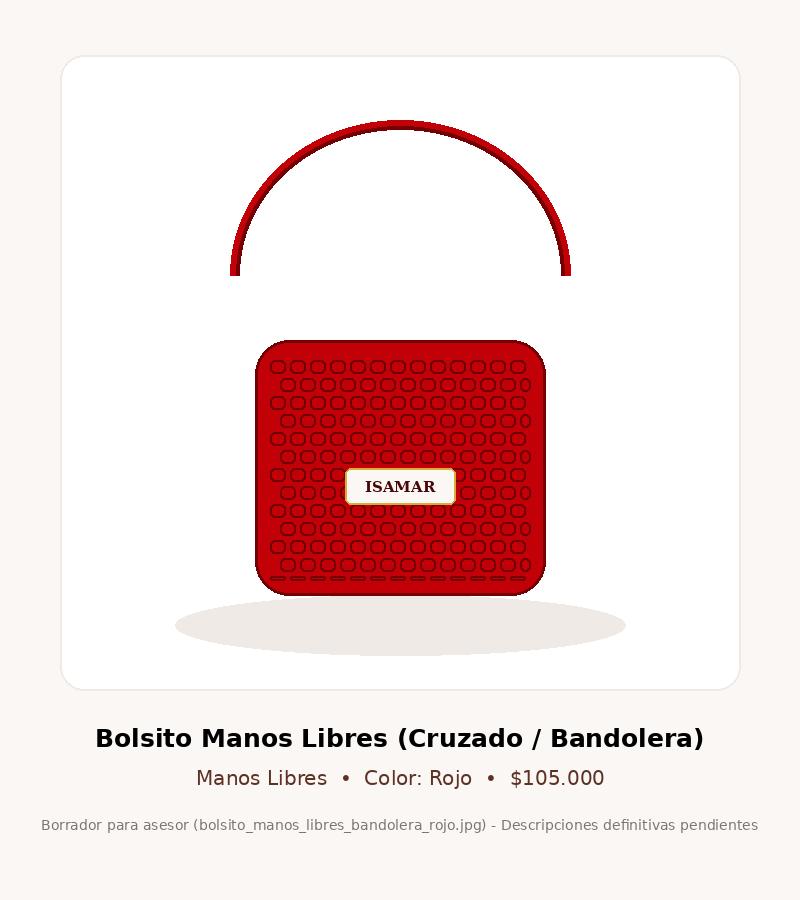 ISAMAR
Bolsito Manos Libres (Cruzado / Bandolera)
Manos Libres • Color: Rojo • $105.000
Borrador para asesor (bolsito_manos_libres_bandolera_rojo.jpg) - Descripciones definitivas pendientes